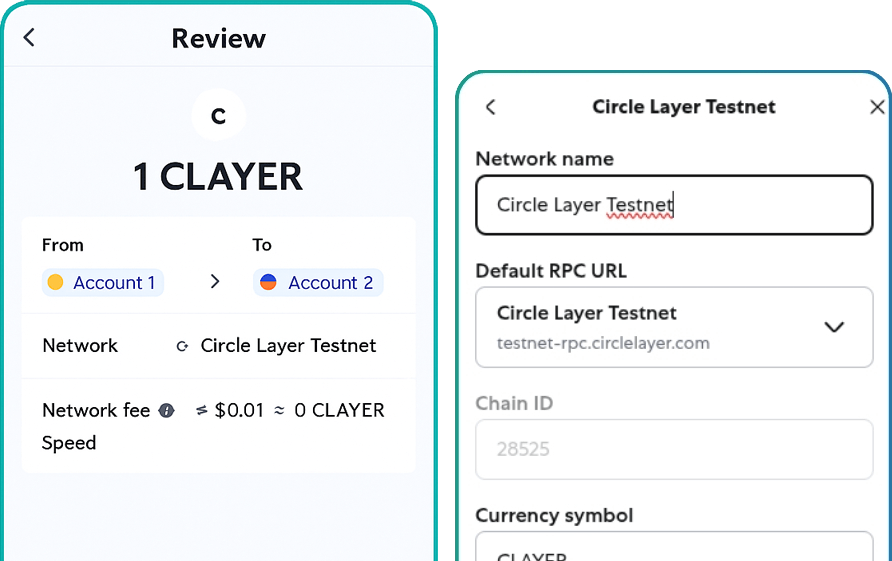 Review
C
1 CLAYER
From To
Account 1 > Account 2
Network Circle Layer Testnet
Network fee ≤ $0.01 ≈ 0 CLAYER
Speed
Circle Layer Testnet
Network name
Circle Layer Testnet
Default RPC URL
Circle Layer Testnet
testnet-rpc.circlelayer.com
Chain ID
28525
Currency symbol
CLAYER